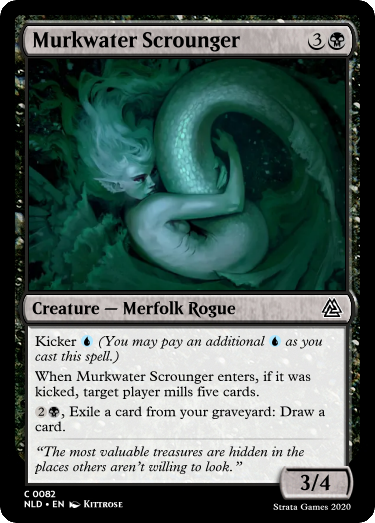 Murkwater Scrounger 3
Creature — Merfolk Rogue
Kicker (You may pay an additional as you
cast this spell.)
When Murkwater Scrounger enters, if it was
kicked, target player mills five cards.
2 , Exile a card from your graveyard: Draw a
card.
“The most valuable treasures are hidden in the
places others aren’t willing to look.”
3/4
C 0082
NLD • EN Kittrose
Strata Games 2020